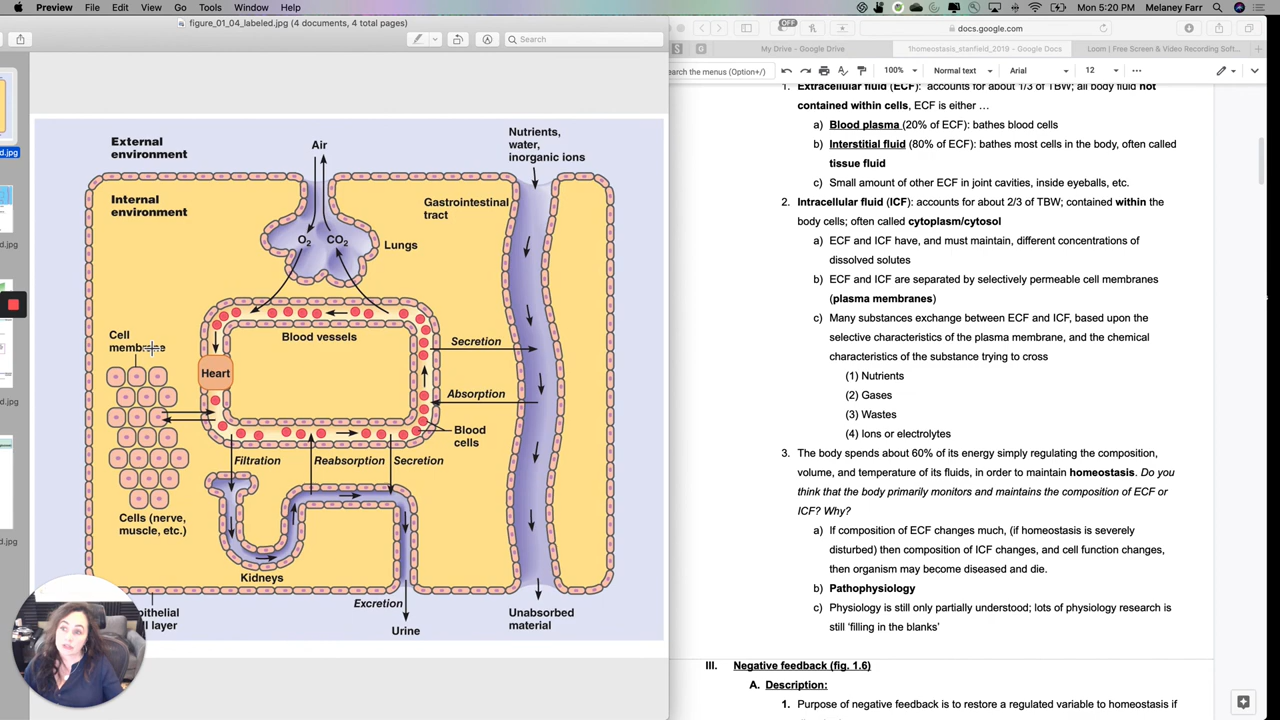 Preview File Edit View Go Tools Window Help
Mon 5:20 PM Melaney Farr
figure_01_04_labeled.jpg (4 documents, 4 total pages)
Search
OFF
docs.google.com
My Drive - Google Drive
1homeostasis_stanfield_2019 - Google Docs
Loom | Free Screen & Video Recording Soft...
earch the menus (Option+/)
100%
Normal text
Arial
12
External
environment
Internal
environment
Air
Nutrients,
water,
inorganic ions
Gastrointestinal
tract
O2
CO2
Lungs
Cell
membrane
Blood vessels
Heart
Secretion
Absorption
Blood
cells
Filtration
Reabsorption
Secretion
Cells (nerve,
muscle, etc.)
Kidneys
Excretion
Urine
Unabsorbed
material
pithelial
ll layer
d.jpg
d.jpg
d.jpg
d.jpg
d.jpg
1. Extracellular fluid (ECF): accounts for about 1/3 of TBW; all body fluid not
contained within cells, ECF is either …
a) Blood plasma (20% of ECF): bathes blood cells
b) Interstitial fluid (80% of ECF): bathes most cells in the body, often called
tissue fluid
c) Small amount of other ECF in joint cavities, inside eyeballs, etc.
2. Intracellular fluid (ICF): accounts for about 2/3 of TBW; contained within the
body cells; often called cytoplasm/cytosol
a) ECF and ICF have, and must maintain, different concentrations of
dissolved solutes
b) ECF and ICF are separated by selectively permeable cell membranes
(plasma membranes)
c) Many substances exchange between ECF and ICF, based upon the
selective characteristics of the plasma membrane, and the chemical
characteristics of the substance trying to cross
(1) Nutrients
(2) Gases
(3) Wastes
(4) Ions or electrolytes
3. The body spends about 60% of its energy simply regulating the composition,
volume, and temperature of its fluids, in order to maintain homeostasis. Do you
think that the body primarily monitors and maintains the composition of ECF or
ICF? Why?
a) If composition of ECF changes much, (if homeostasis is severely
disturbed) then composition of ICF changes, and cell function changes,
then organism may become diseased and die.
b) Pathophysiology
c) Physiology is still only partially understood; lots of physiology research is
still 'filling in the blanks'
III. Negative feedback (fig. 1.6)
A. Description:
1. Purpose of negative feedback is to restore a regulated variable to homeostasis if